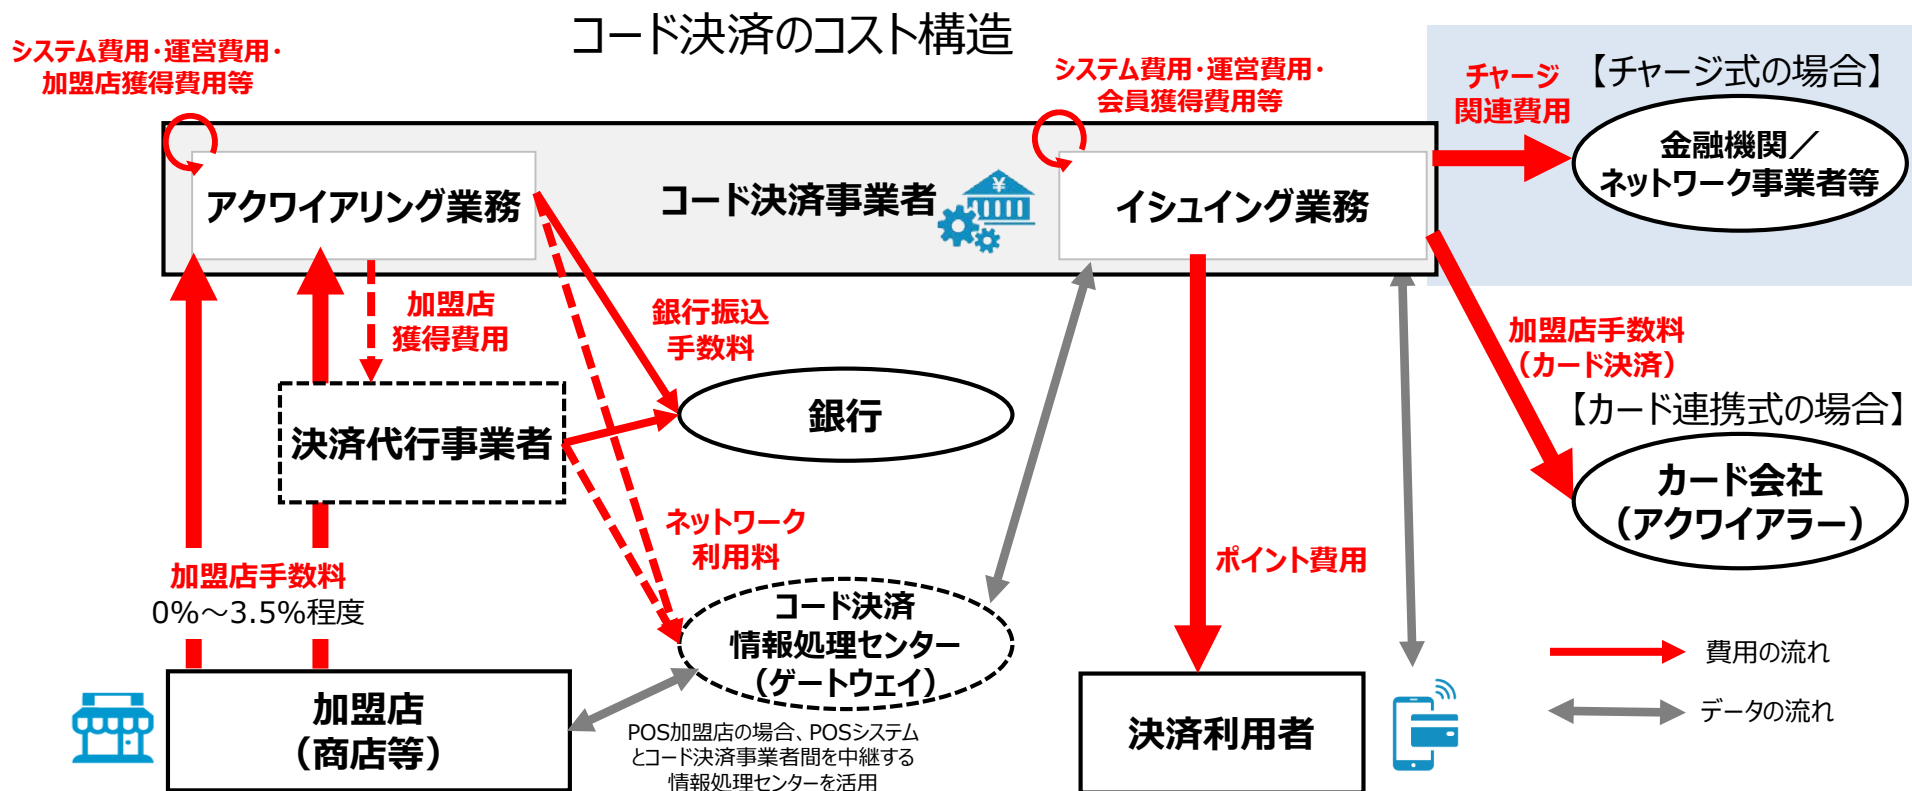 コード決済のコスト構造
システム費用・運営費用・
加盟店獲得費用等
システム費用・運営費用・
会員獲得費用等
チャージ
関連費用
【チャージ式の場合】
金融機関／
ネットワーク事業者等
アクワイアリング業務
コード決済事業者
¥
イシュイング業務
加盟店
獲得費用
銀行振込
手数料
加盟店手数料
（カード決済）
【カード連携式の場合】
決済代行事業者
銀行
カード会社
（アクワイアラー）
ネットワーク
利用料
ポイント費用
加盟店手数料
0%～3.5%程度
コード決済
情報処理センター
（ゲートウェイ）
加盟店
（商店等）
POS加盟店の場合、POSシステム
とコード決済事業者間を中継する
情報処理センターを活用
決済利用者
費用の流れ
データの流れ